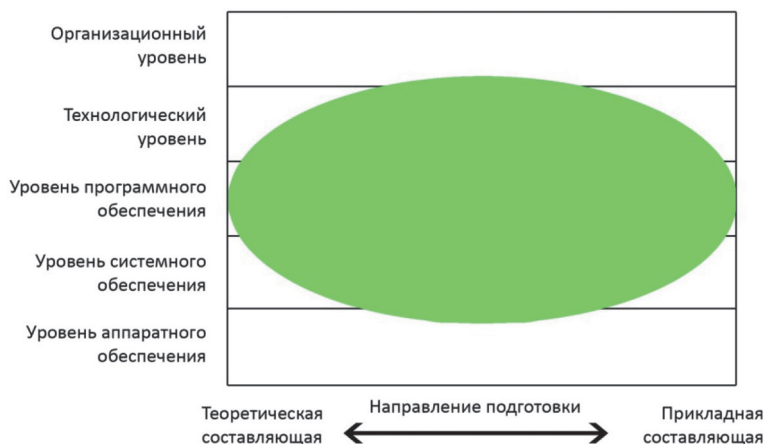 Организационный
уровень
Технологический
уровень
Уровень программного
обеспечения
Уровень системного
обеспечения
Уровень аппаратного
обеспечения
Теоретическая
составляющая
Направление подготовки
Прикладная
составляющая